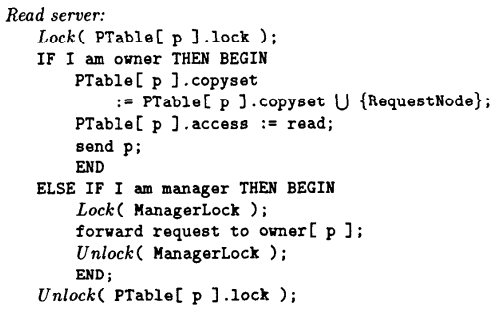 Read server:
Lock( PTable[ p ].lock );
IF I am owner THEN BEGIN
PTable[ p ].copyset
:= PTable[ p ].copyset ⋃ {RequestNode};
PTable[ p ].access := read;
send p;
END
ELSE IF I am manager THEN BEGIN
Lock( ManagerLock );
forward request to owner[ p ];
Unlock( ManagerLock );
END;
Unlock( PTable[ p ].lock );